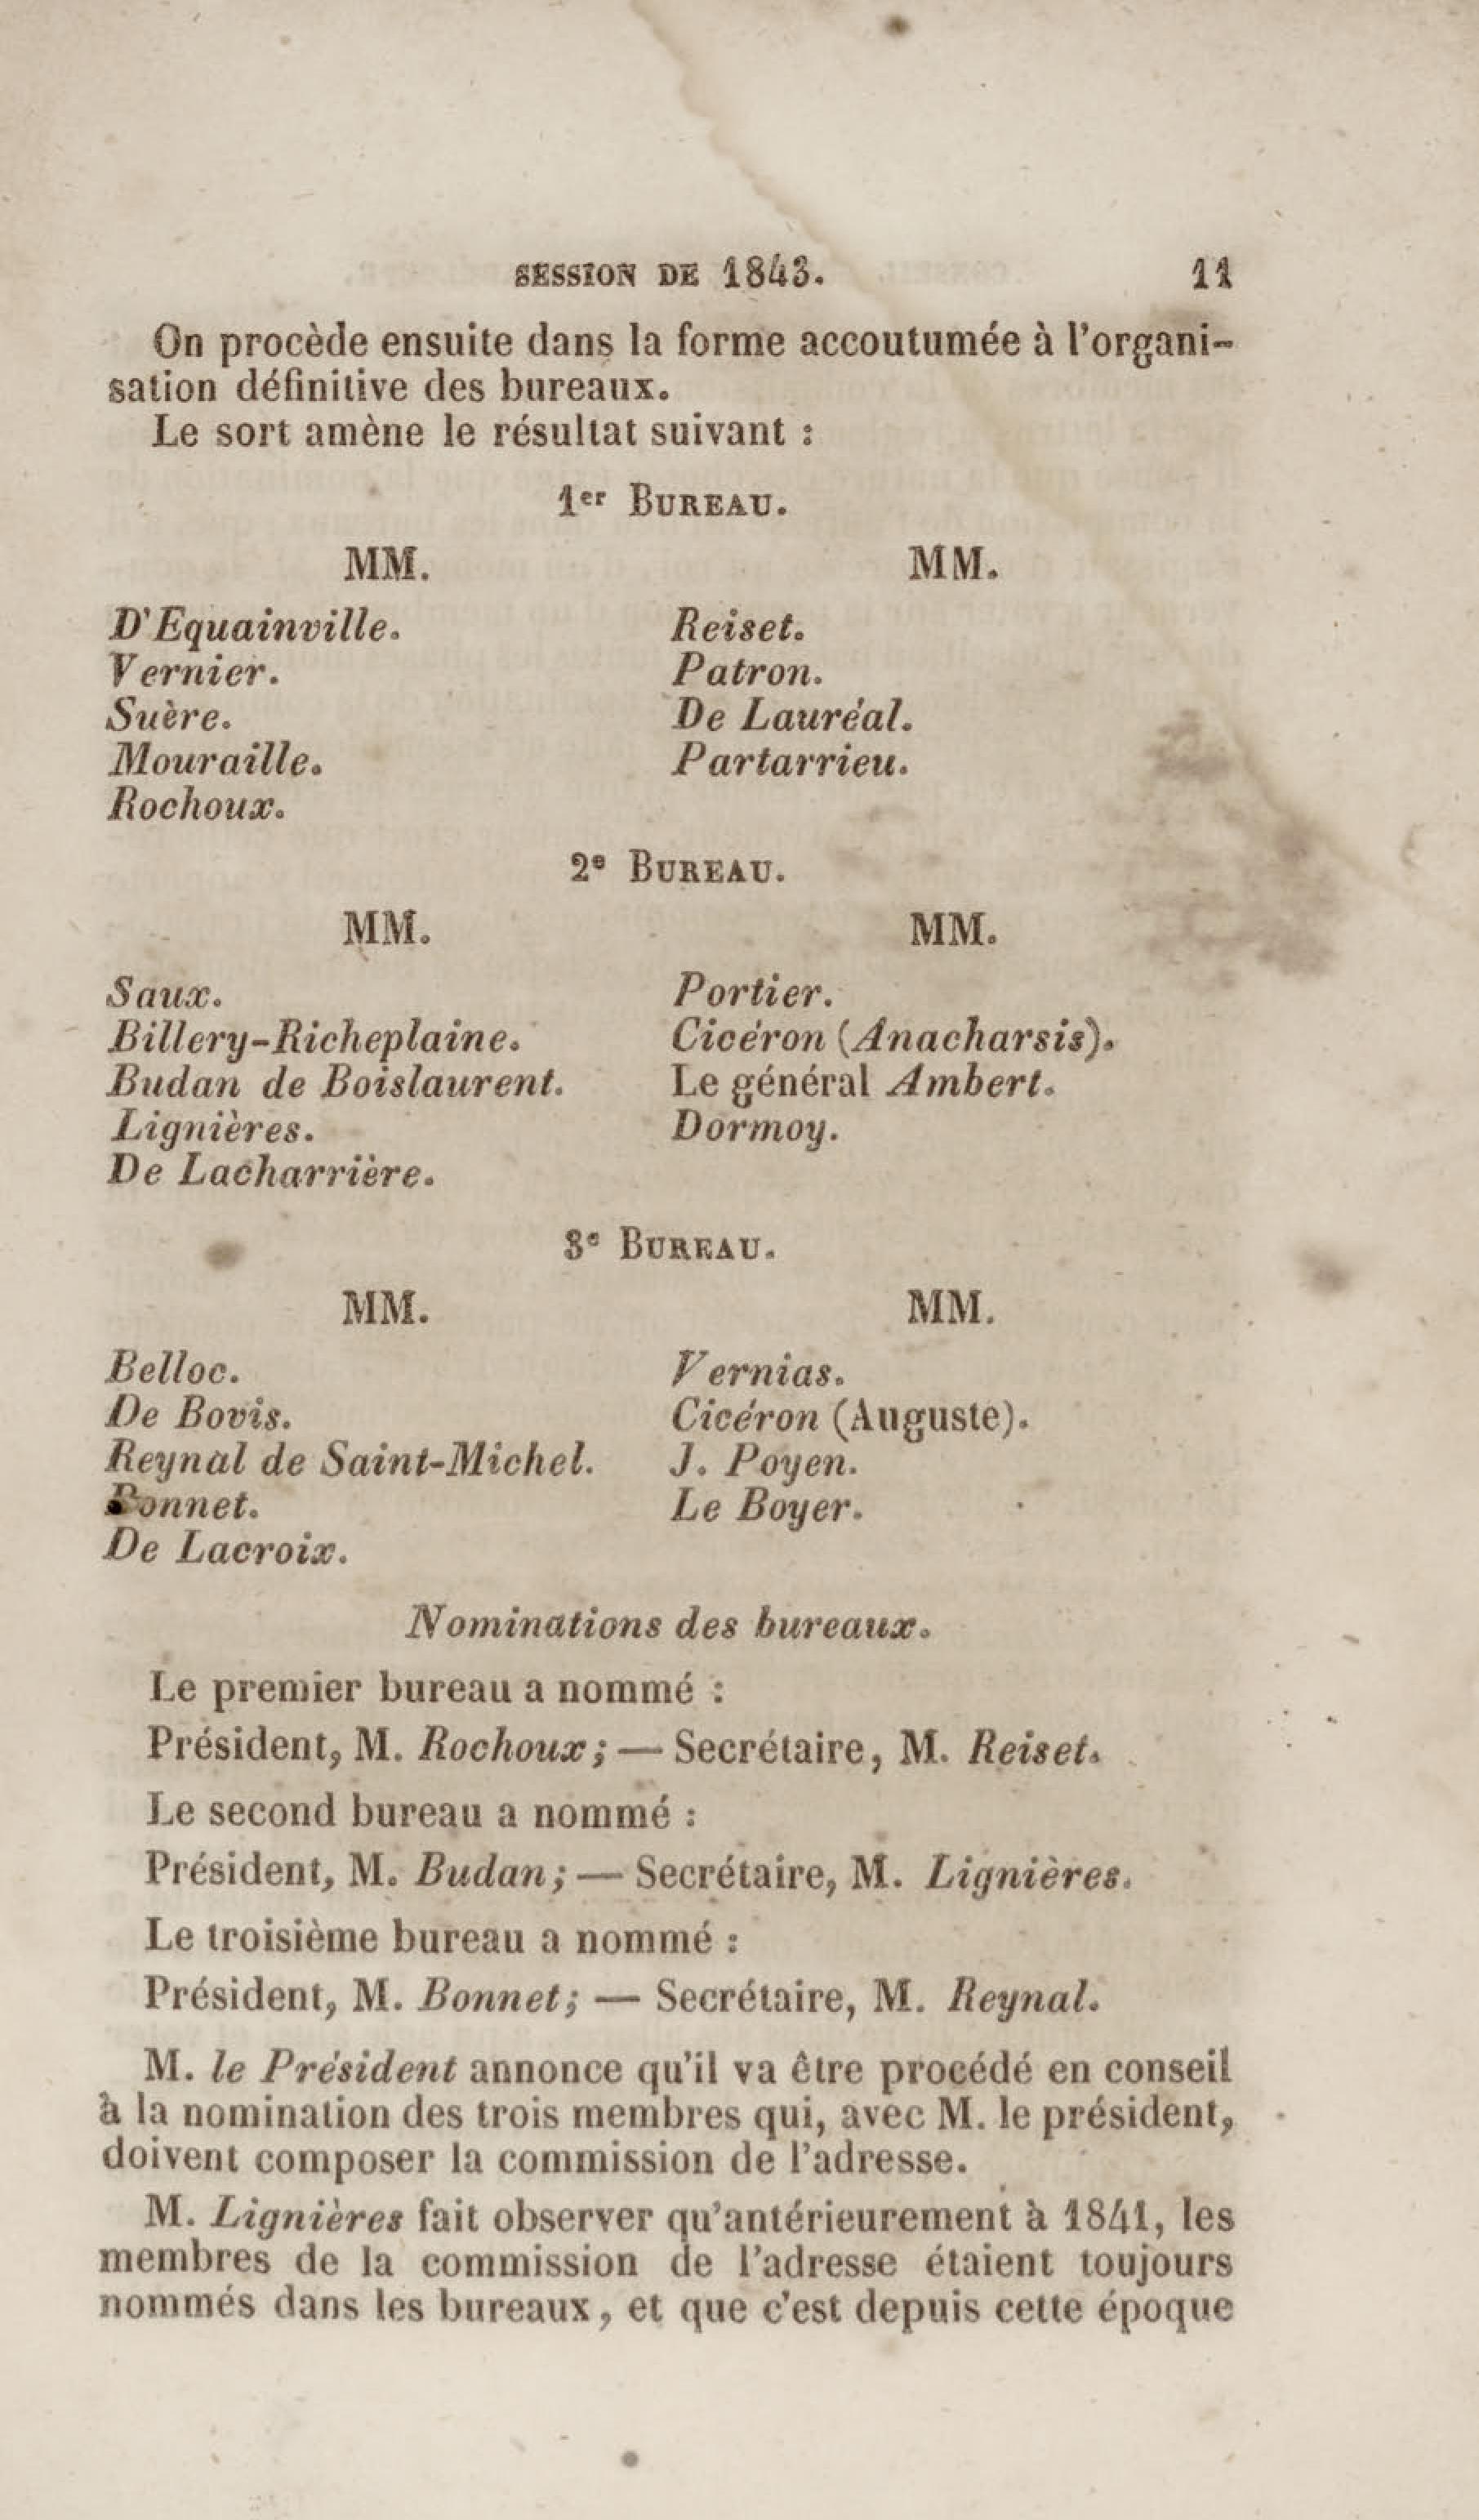 SESSION DE 1843. 11
On procède ensuite dans la forme accoutumée à l'organi-
sation définitive des bureaux.
Le sort amène le résultat suivant :
1er BUREAU.
MM. MM.
D'Equainville. Reiset.
Vernier. Patron.
Suère. De Lauréal.
Mouraille. Partarrieu.
Rochoux.
2e BUREAU.
MM. MM.
Saux. Portier.
Billery-Richeplaine. Cicéron (Anacharsis).
Budan de Boislaurent. Le général Ambert.
Lignières. Dormoy.
De Lacharrière.
3e BUREAU.
MM. MM.
Belloc. Vernias.
De Bovis. Cicéron (Auguste).
Reynal de Saint-Michel. J. Poyen.
Bonnet. Le Boyer.
De Lacroix.
Nominations des bureaux.
Le premier bureau a nommé :
Président, M. Rochoux ; — Secrétaire, M. Reiset.
Le second bureau a nommé :
Président, M. Budan ; — Secrétaire, M. Lignières.
Le troisième bureau a nommé :
Président, M. Bonnet ; — Secrétaire, M. Reynal.
M. le Président annonce qu'il va être procédé en conseil
à la nomination des trois membres qui, avec M. le président,
doivent composer la commission de l'adresse.
M. Lignières fait observer qu'antérieurement à 1841, les
membres de la commission de l'adresse étaient toujours
nommés dans les bureaux, et que c'est depuis cette époque